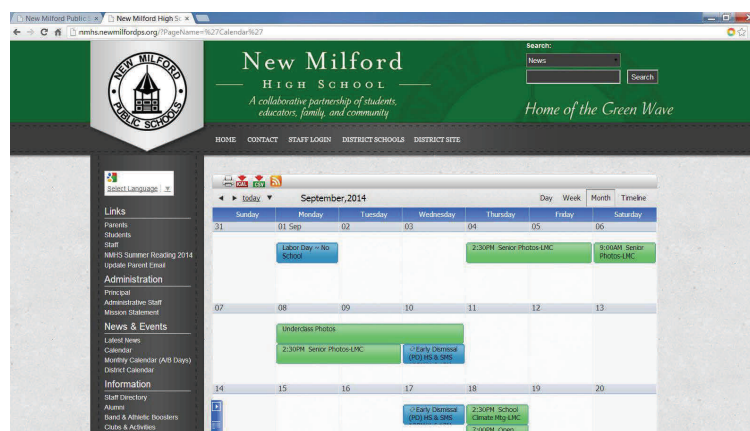 New Milford Public S
New Milford High Sc
nmhs.newmilfordps.org/?PageName=%27Calendar%27
NEW MILFORD
PUBLIC SCHOOLS
New Milford
HIGH SCHOOL
A collaborative partnership of students,
educators, family, and community
Search:
News
Search
Home of the Green Wave
HOME CONTACT STAFF LOGIN DISTRICT SCHOOLS DISTRICT SITE
Select Language
Links
Parents
Students
Staff
NMHS Summer Reading 2014
Update Parent Email
Administration
Principal
Administrative Staff
Mission Statement
News & Events
Latest News
Calendar
Monthly Calendar (A/B Days)
District Calendar
Information
Staff Directory
Alumni
Band & Athletic Boosters
Clubs & Activities
iCAL CSV
today September,2014 Day Week Month Timeline
Sunday Monday Tuesday Wednesday Thursday Friday Saturday
31 01 Sep 02 03 04 05 06
Labor Day ~ No
School
2:30PM Senior Photos-LMC
9:00AM Senior
Photos-LMC
07 08 09 10 11 12 13
Underclass Photos
2:30PM Senior Photos-LMC
Early Dismissal
(PD) HS & SMS
14 15 16 17 18 19 20
Early Dismissal
(PD) HS & SMS
2:30PM School
Climate Mtg-LMC
7:00PM Open